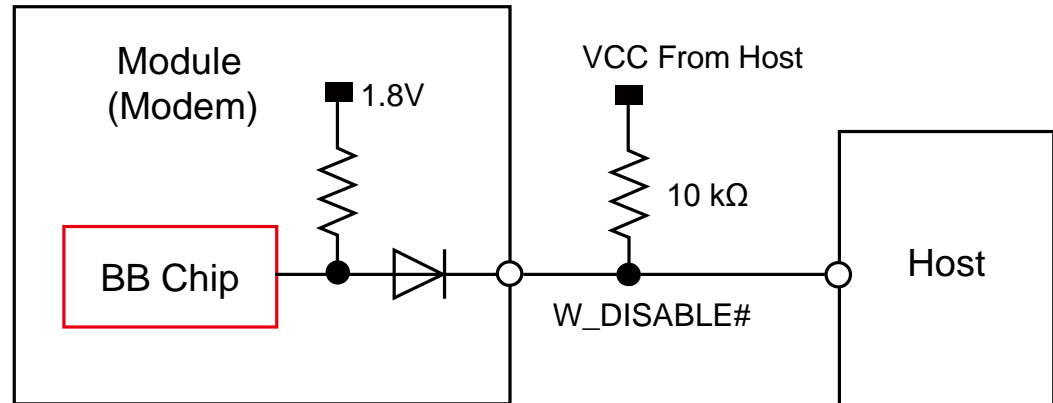 Module
(Modem)
1.8V
VCC From Host
10 kΩ
BB Chip
W_DISABLE#
Host